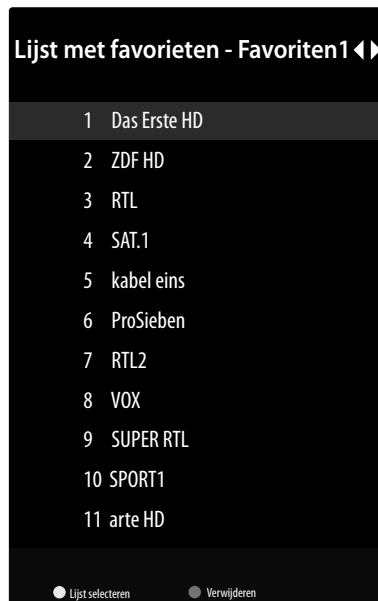 Lijst met favorieten - Favoriten1
1 Das Erste HD
2 ZDF HD
3 RTL
4 SAT.1
5 kabel eins
6 ProSieben
7 RTL2
8 VOX
9 SUPER RTL
10 SPORT1
11 arte HD
Lijst selecteren Verwijderen